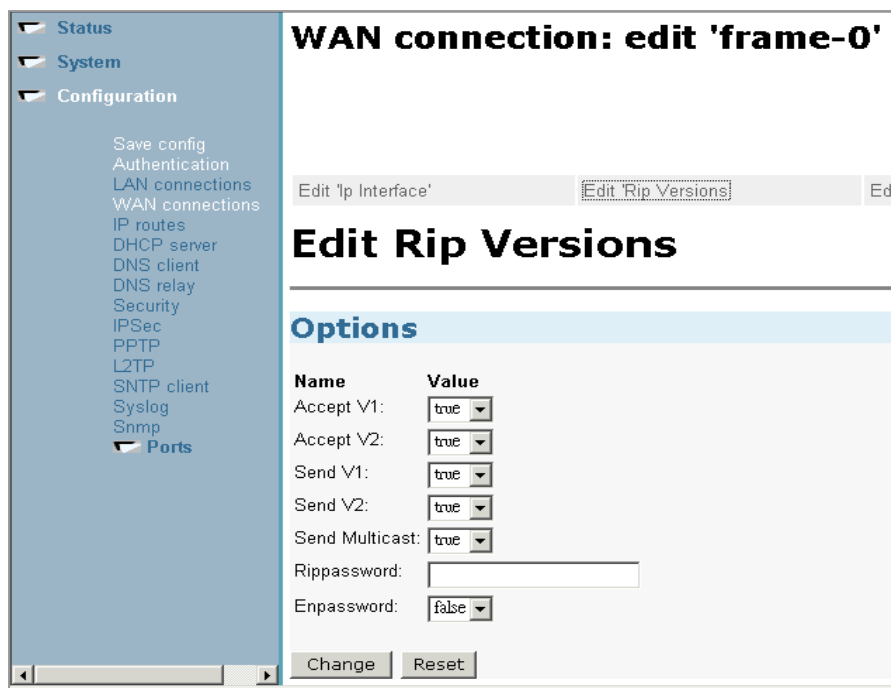 Status
System
Configuration
Save config
Authentication
LAN connections
WAN connections
IP routes
DHCP server
DNS client
DNS relay
Security
IPSec
PPTP
L2TP
SNTP client
Syslog
Snmp
Ports
WAN connection: edit 'frame-0'
Edit 'Ip Interface' Edit 'Rip Versions' Ed
Edit Rip Versions
Options
Name Value
Accept V1: true
Accept V2: true
Send V1: true
Send V2: true
Send Multicast: true
Rippassword:
Enpassword: false
Change Reset